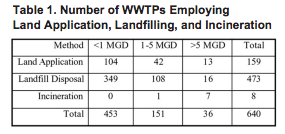 Table 1. Number of WWTPs Employing
Land Application, Landfilling, and Incineration
Method <1 MGD 1-5 MGD >5 MGD Total
Land Application 104 42 13 159
Landfill Disposal 349 108 16 473
Incineration 0 1 7 8
Total 453 151 36 640